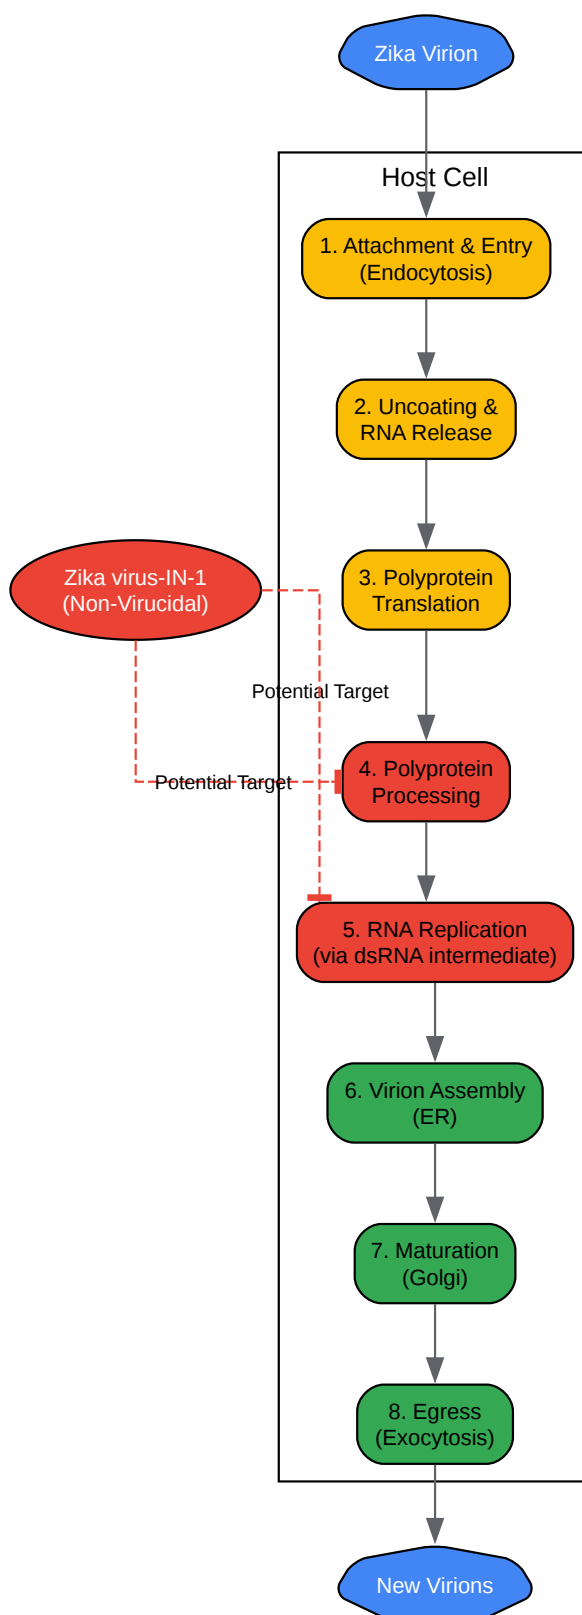 Zika Virion
Host Cell
1. Attachment & Entry
(Endocytosis)
2. Uncoating &
RNA Release
Zika virus-IN-1
(Non-Virucidal)
3. Polyprotein
Translation
Potential Target
Potential Target
4. Polyprotein
Processing
5. RNA Replication
(via dsRNA intermediate)
6. Virion Assembly
(ER)
7. Maturation
(Golgi)
8. Egress
(Exocytosis)
New Virions